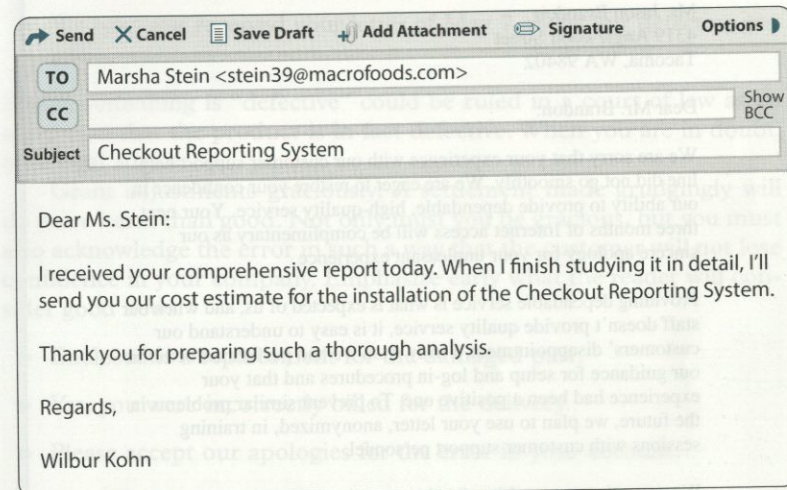 Send Cancel Save Draft Add Attachment Signature Options
TO Marsha Stein <stein39@macrofoods.com>
CC Show
BCC
Subject Checkout Reporting System
Dear Ms. Stein:
I received your comprehensive report today. When I finish studying it in detail, I'll
send you our cost estimate for the installation of the Checkout Reporting System.
Thank you for preparing such a thorough analysis.
Regards,
Wilbur Kohn